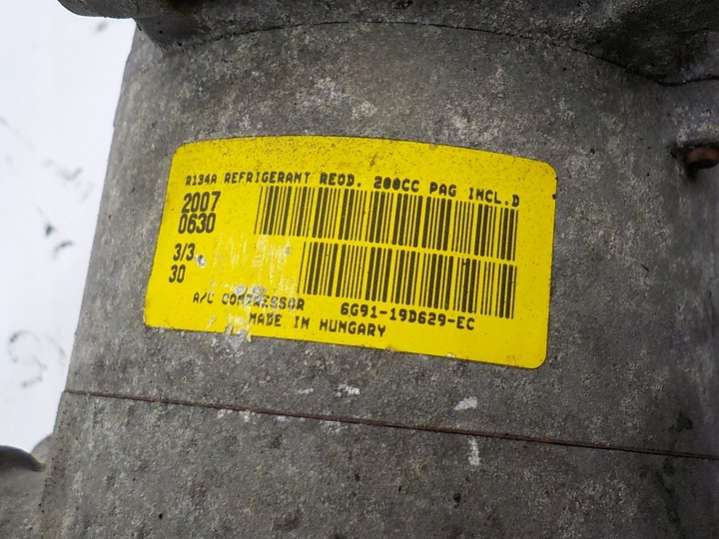 R134A REFRIGERANT REQD. 200CC PAG INCL.D
2007
0630
3/3
30
A/C COMPRESSOR 6G91-19D629-EC
MADE IN HUNGARY